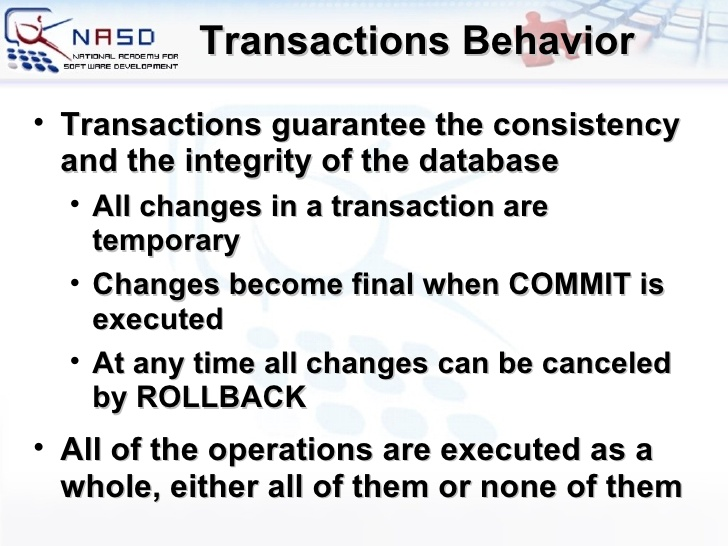 NASD
NATIONAL ACADEMY FOR
SOFTWARE DEVELOPMENT
Transactions Behavior
• Transactions guarantee the consistency
and the integrity of the database
• All changes in a transaction are
temporary
• Changes become final when COMMIT is
executed
• At any time all changes can be canceled
by ROLLBACK
• All of the operations are executed as a
whole, either all of them or none of them